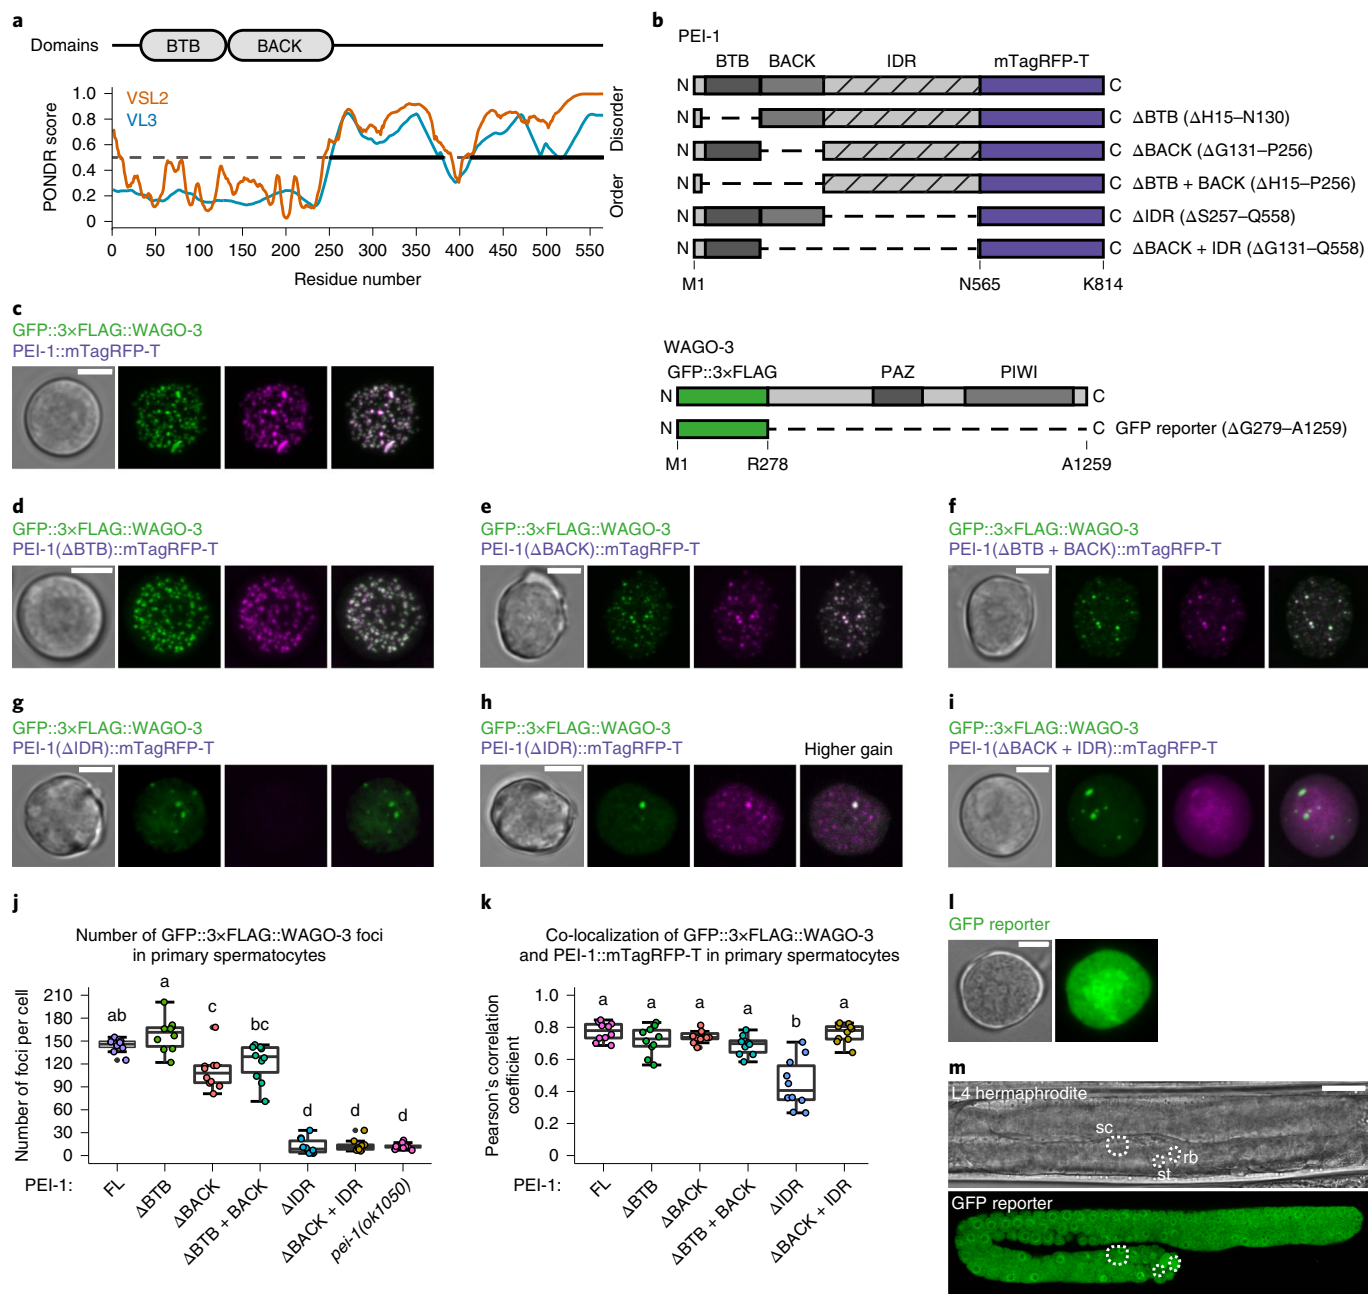 a
Domains
BTB
BACK
VSL2
VL3
PONDR score
1.0
0.8
0.6
0.4
0.2
0
Disorder
Order
0
50
100
150
200
250
300
350
400
450
500
550
Residue number
b
PEI-1
BTB BACK IDR mTagRFP-T
N C
N C ΔBTB (ΔH15–N130)
N C ΔBACK (ΔG131–P256)
N C ΔBTB + BACK (ΔH15–P256)
N C ΔIDR (ΔS257–Q558)
N C ΔBACK + IDR (ΔG131–Q558)
M1 N565 K814
WAGO-3
GFP::3×FLAG PAZ PIWI
N C
N C GFP reporter (ΔG279–A1259)
M1 R278 A1259
c
GFP::3×FLAG::WAGO-3
PEI-1::mTagRFP-T
d
GFP::3×FLAG::WAGO-3
PEI-1(ΔBTB)::mTagRFP-T
e
GFP::3×FLAG::WAGO-3
PEI-1(ΔBACK)::mTagRFP-T
f
GFP::3×FLAG::WAGO-3
PEI-1(ΔBTB + BACK)::mTagRFP-T
g
GFP::3×FLAG::WAGO-3
PEI-1(ΔIDR)::mTagRFP-T
h
GFP::3×FLAG::WAGO-3
PEI-1(ΔIDR)::mTagRFP-T
Higher gain
i
GFP::3×FLAG::WAGO-3
PEI-1(ΔBACK + IDR)::mTagRFP-T
j
Number of GFP::3×FLAG::WAGO-3 foci
in primary spermatocytes
Number of foci per cell
210
180
150
120
90
60
30
0
ab
a
c
bc
d
d
d
PEI-1:
FL
ΔBTB
ΔBACK
ΔBTB + BACK
ΔIDR
ΔBACK + IDR
pei-1(ok1050)
k
Co-localization of GFP::3×FLAG::WAGO-3
and PEI-1::mTagRFP-T in primary spermatocytes
Pearson's correlation
coefficient
1.0
0.8
0.6
0.4
0.2
0
a
a
a
a
b
a
PEI-1:
FL
ΔBTB
ΔBACK
ΔBTB + BACK
ΔIDR
ΔBACK + IDR
l
GFP reporter
m
L4 hermaphrodite
sc
rb
st
GFP reporter